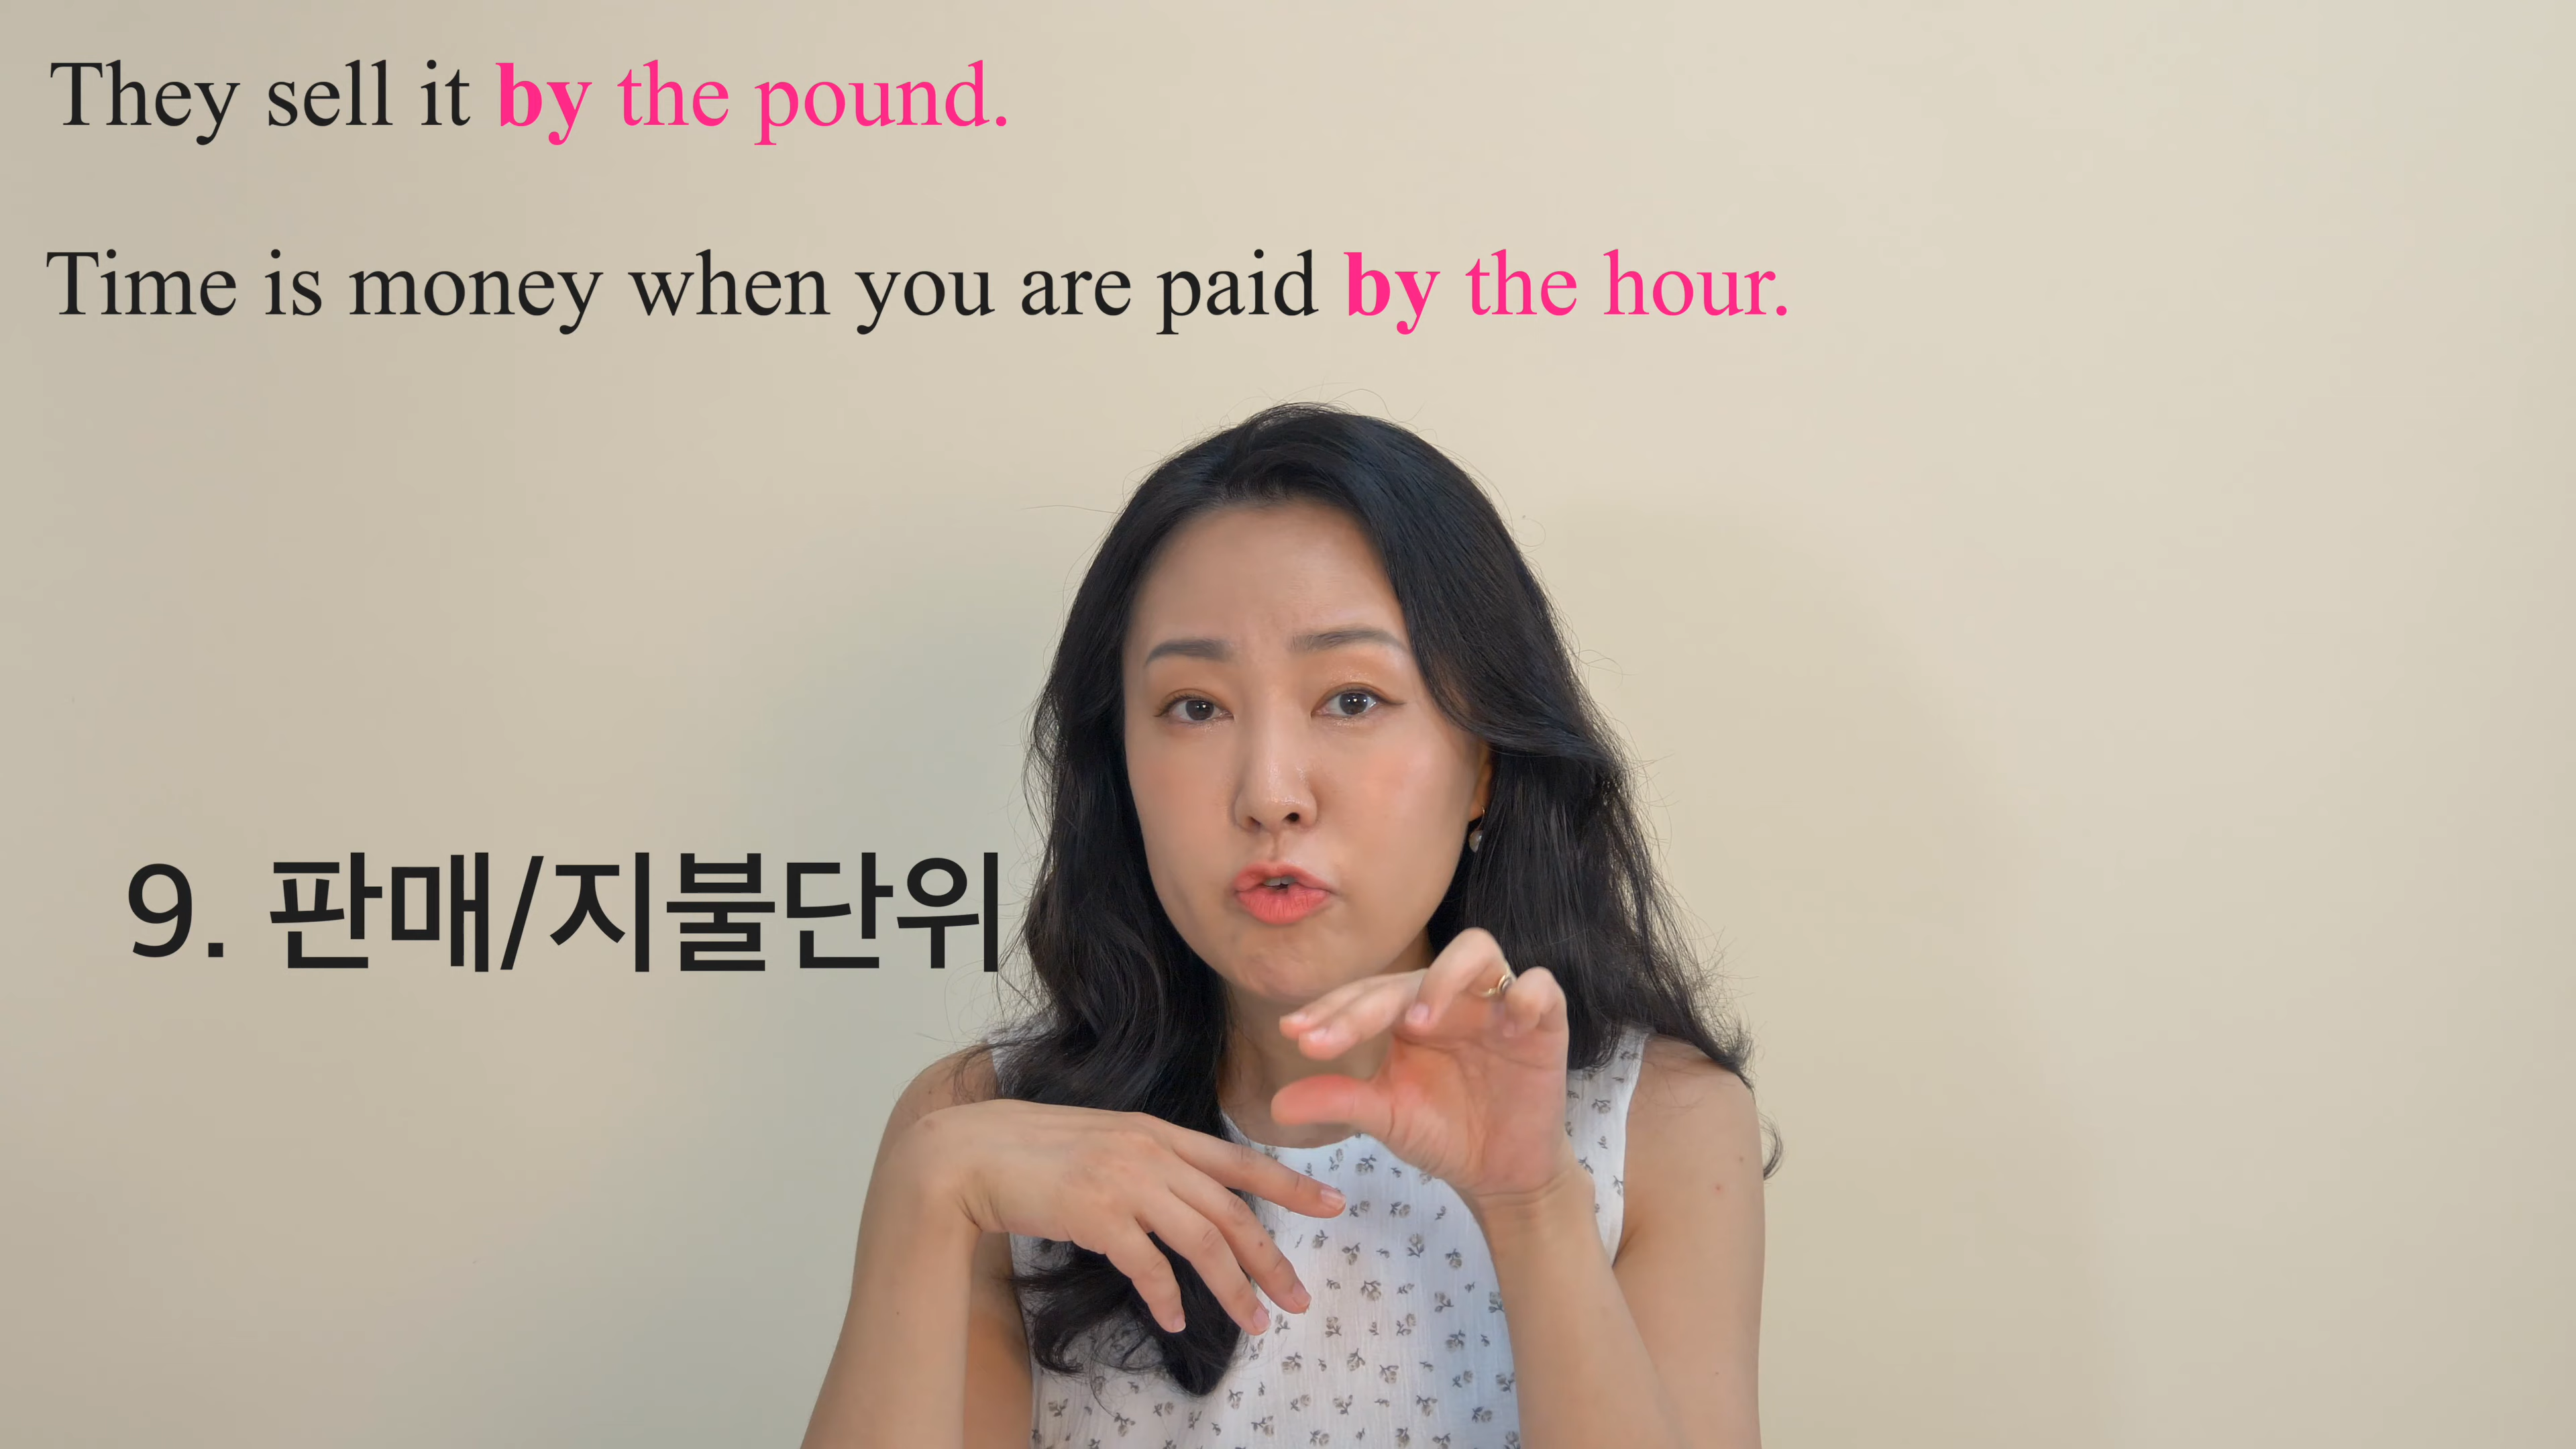 They sell it by the pound.
Time is money when you are paid by the hour.
9. 판매/지불단위